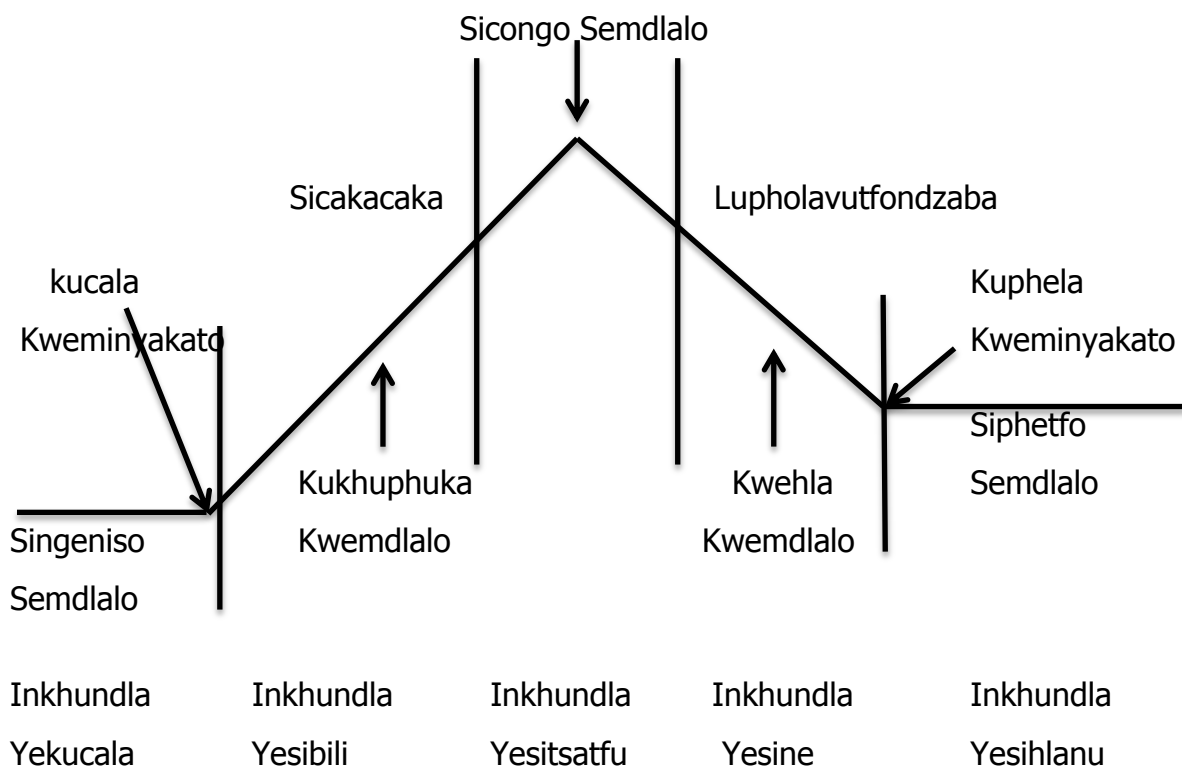 Sicongo Semdlalo
Sicakacaka
Lupholavutfondzaba
kucala
Kweminyakato
Kuphela
Kweminyakato
Kukhuphuka
Kwemdlalo
Kwehla
Kwemdlalo
Siphetfo
Semdlalo
Singeniso
Semdlalo
Inkhundla
Yekucala
Inkhundla
Yesibili
Inkhundla
Yesitsatfu
Inkhundla
Yesine
Inkhundla
Yesihlanu